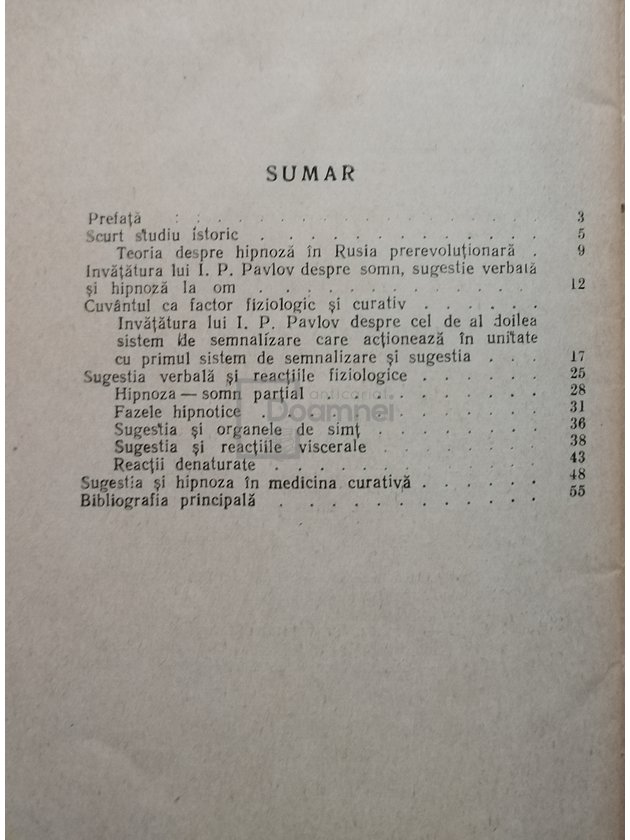 SUMAR
Prefață : : . . . . . . . . . . . . . 3
Scurt studiu istoric . . . . . . . . . . . 5
Teoria despre hipnoză în Rusia prerevoluționară . 9
Invățătura lui I. P. Pavlov despre somn, sugestie verbală
și hipnoză la om . . . . . . . . . . . 12
Cuvântul ca factor fiziologic și curativ . . . . . .
Invățătura lui I. P. Pavlov despre cel de al doilea
sistem de semnalizare care acționează în unitate
cu primul sistem de semnalizare și sugestia . . . 17
Sugestia verbală și reacțiile fiziologice . . . . . . 25
Hipnoza — somn parțial . . . . . . . . . 28
Fazele hipnotice . . . . . . . . . . . 31
Sugestia și organele de simț . . . . . . . 36
Sugestia și reacțiile viscerale . . . . . . . 38
Reacții denaturate . . . . . . . . . . . 43
Sugestia și hipnoza în medicina curativă . . . . . . 48
Bibliografia principală . . . . . . . . . . . 55
anticariat
Doamnei